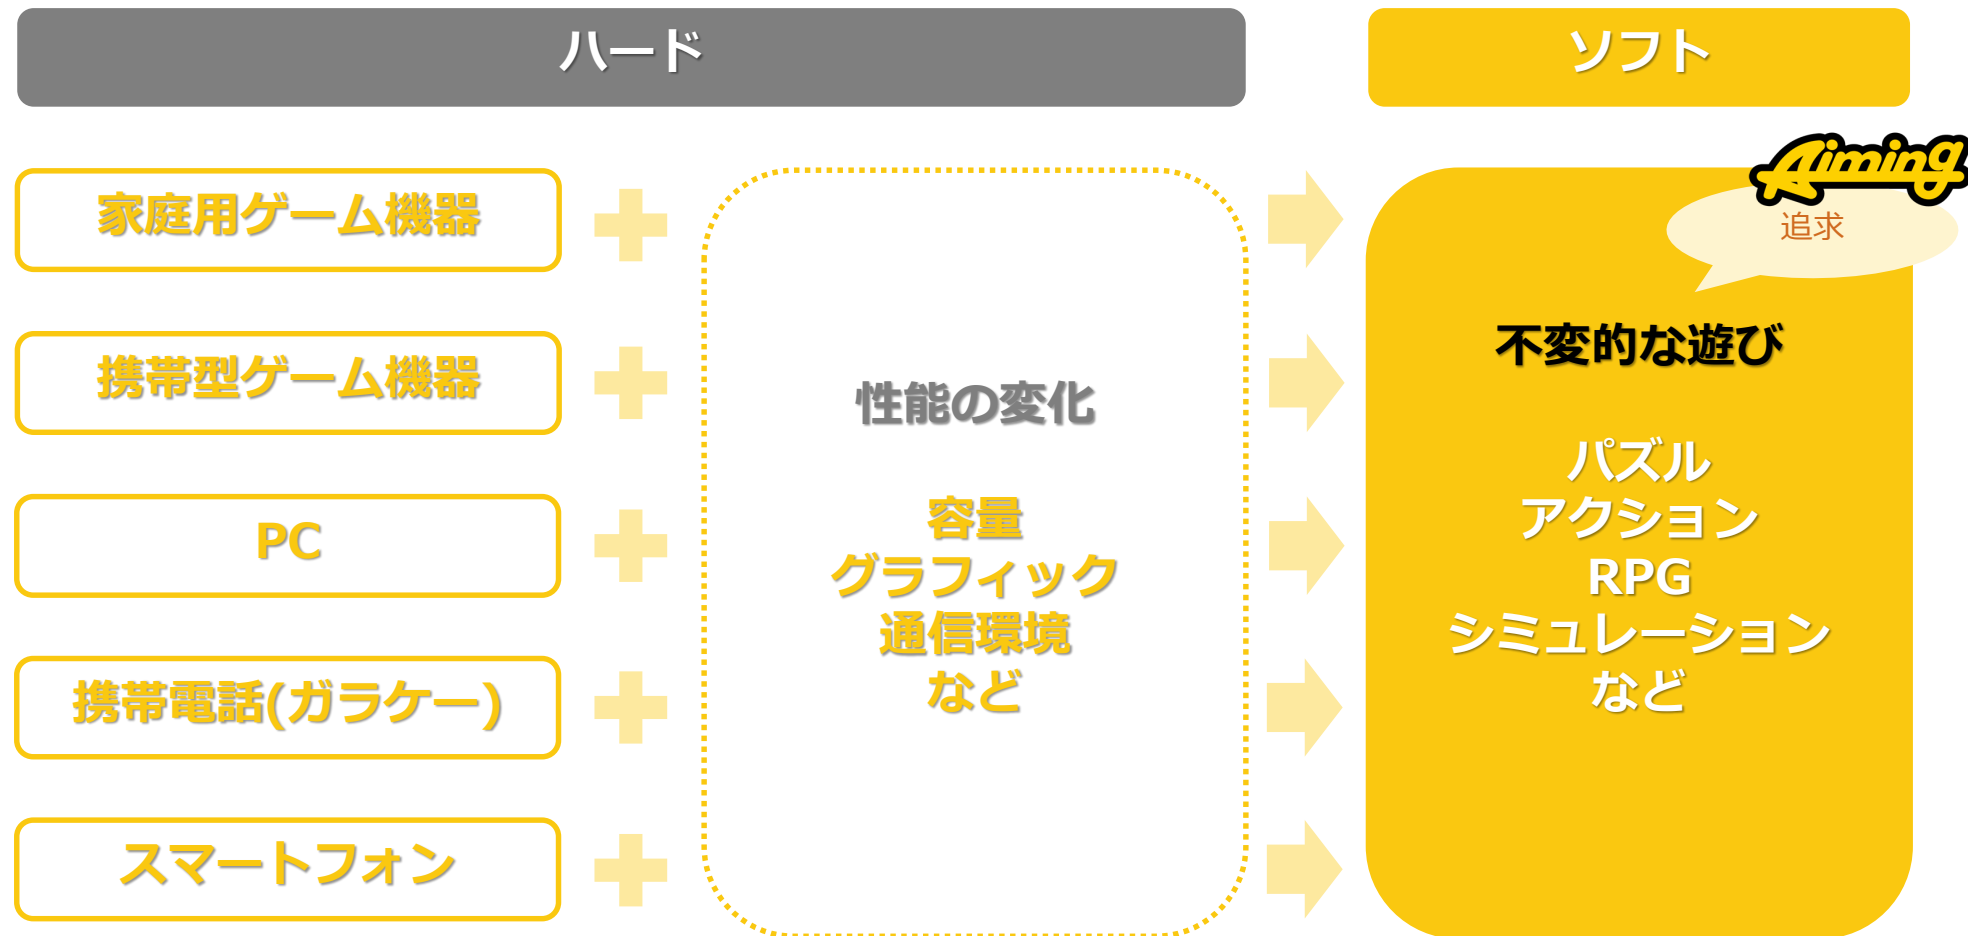 ハード
ソフト
家庭用ゲーム機器
携帯型ゲーム機器
PC
携帯電話(ガラケー)
スマートフォン
性能の変化
容量
グラフィック
通信環境
など
Aiming
追求
不変的な遊び
パズル
アクション
RPG
シミュレーション
など